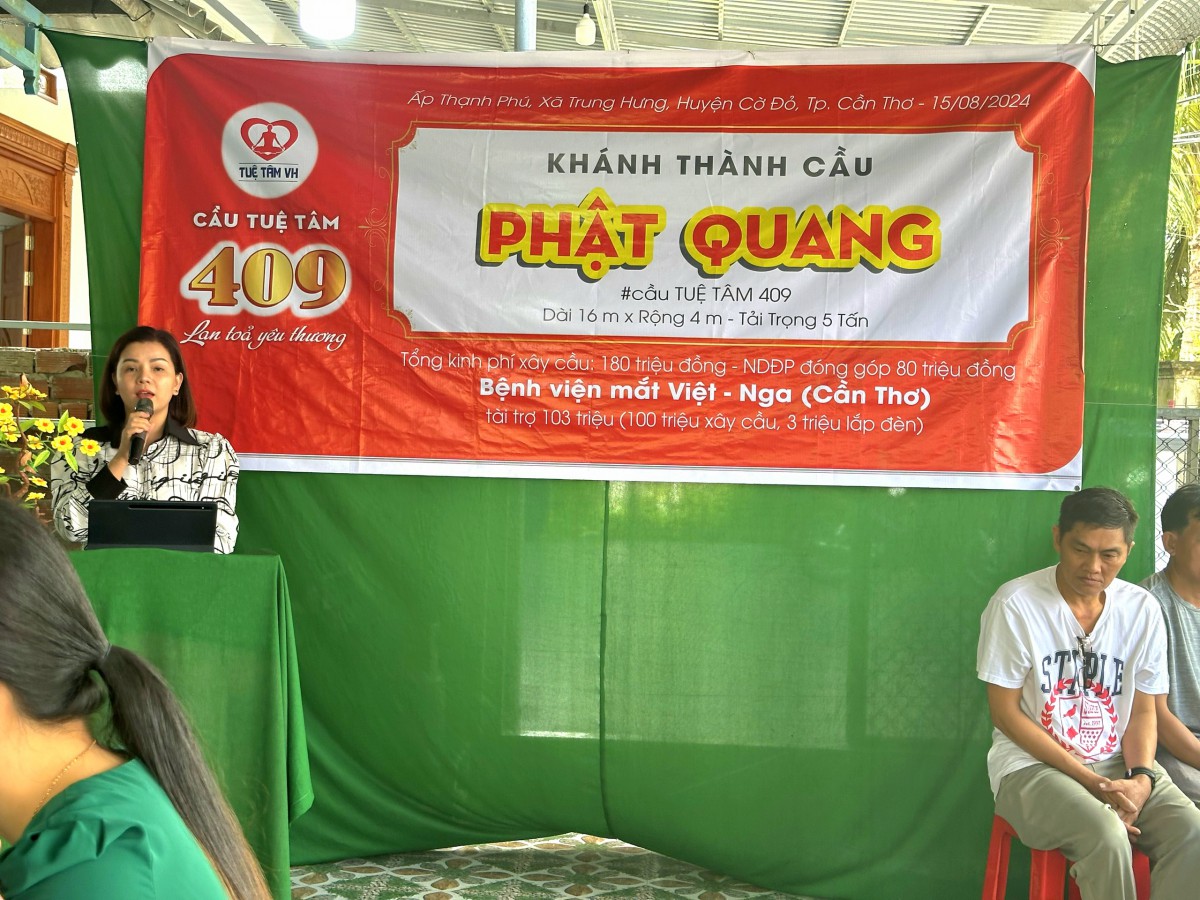 Ấp Thạnh Phú, Xã Trung Hưng, Huyện Cờ Đỏ, Tp. Cần Thơ - 15/08/2024
TUỆ TÂM VH
CẦU TUỆ TÂM
409
Lan toả yêu thương
KHÁNH THÀNH CẦU
PHẬT QUANG
#cầu TUỆ TÂM 409
Dài 16 m x Rộng 4 m - Tải Trọng 5 Tấn
Tổng kinh phí xây cầu: 180 triệu đồng - NDĐP đóng góp 80 triệu đồng
Bệnh viện mắt Việt - Nga (Cần Thơ)
tài trợ 103 triệu (100 triệu xây cầu, 3 triệu lắp đèn)